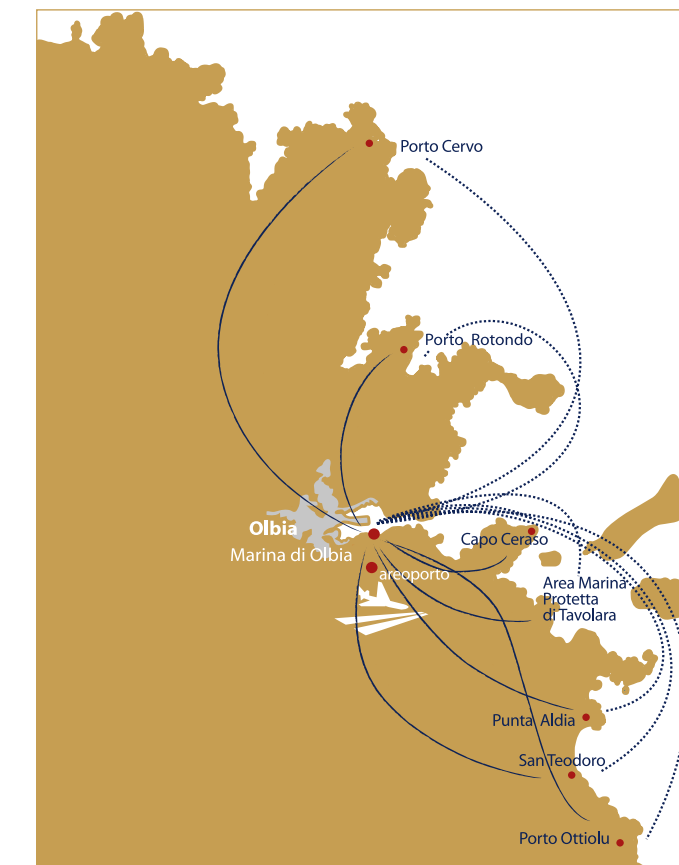 Porto Cervo
Porto Rotondo
Olbia
Marina di Olbia
Capo Ceraso
areoporto
Area Marina
Protetta
di Tavolara
Punta Aldia
San Teodoro
Porto Ottiolu